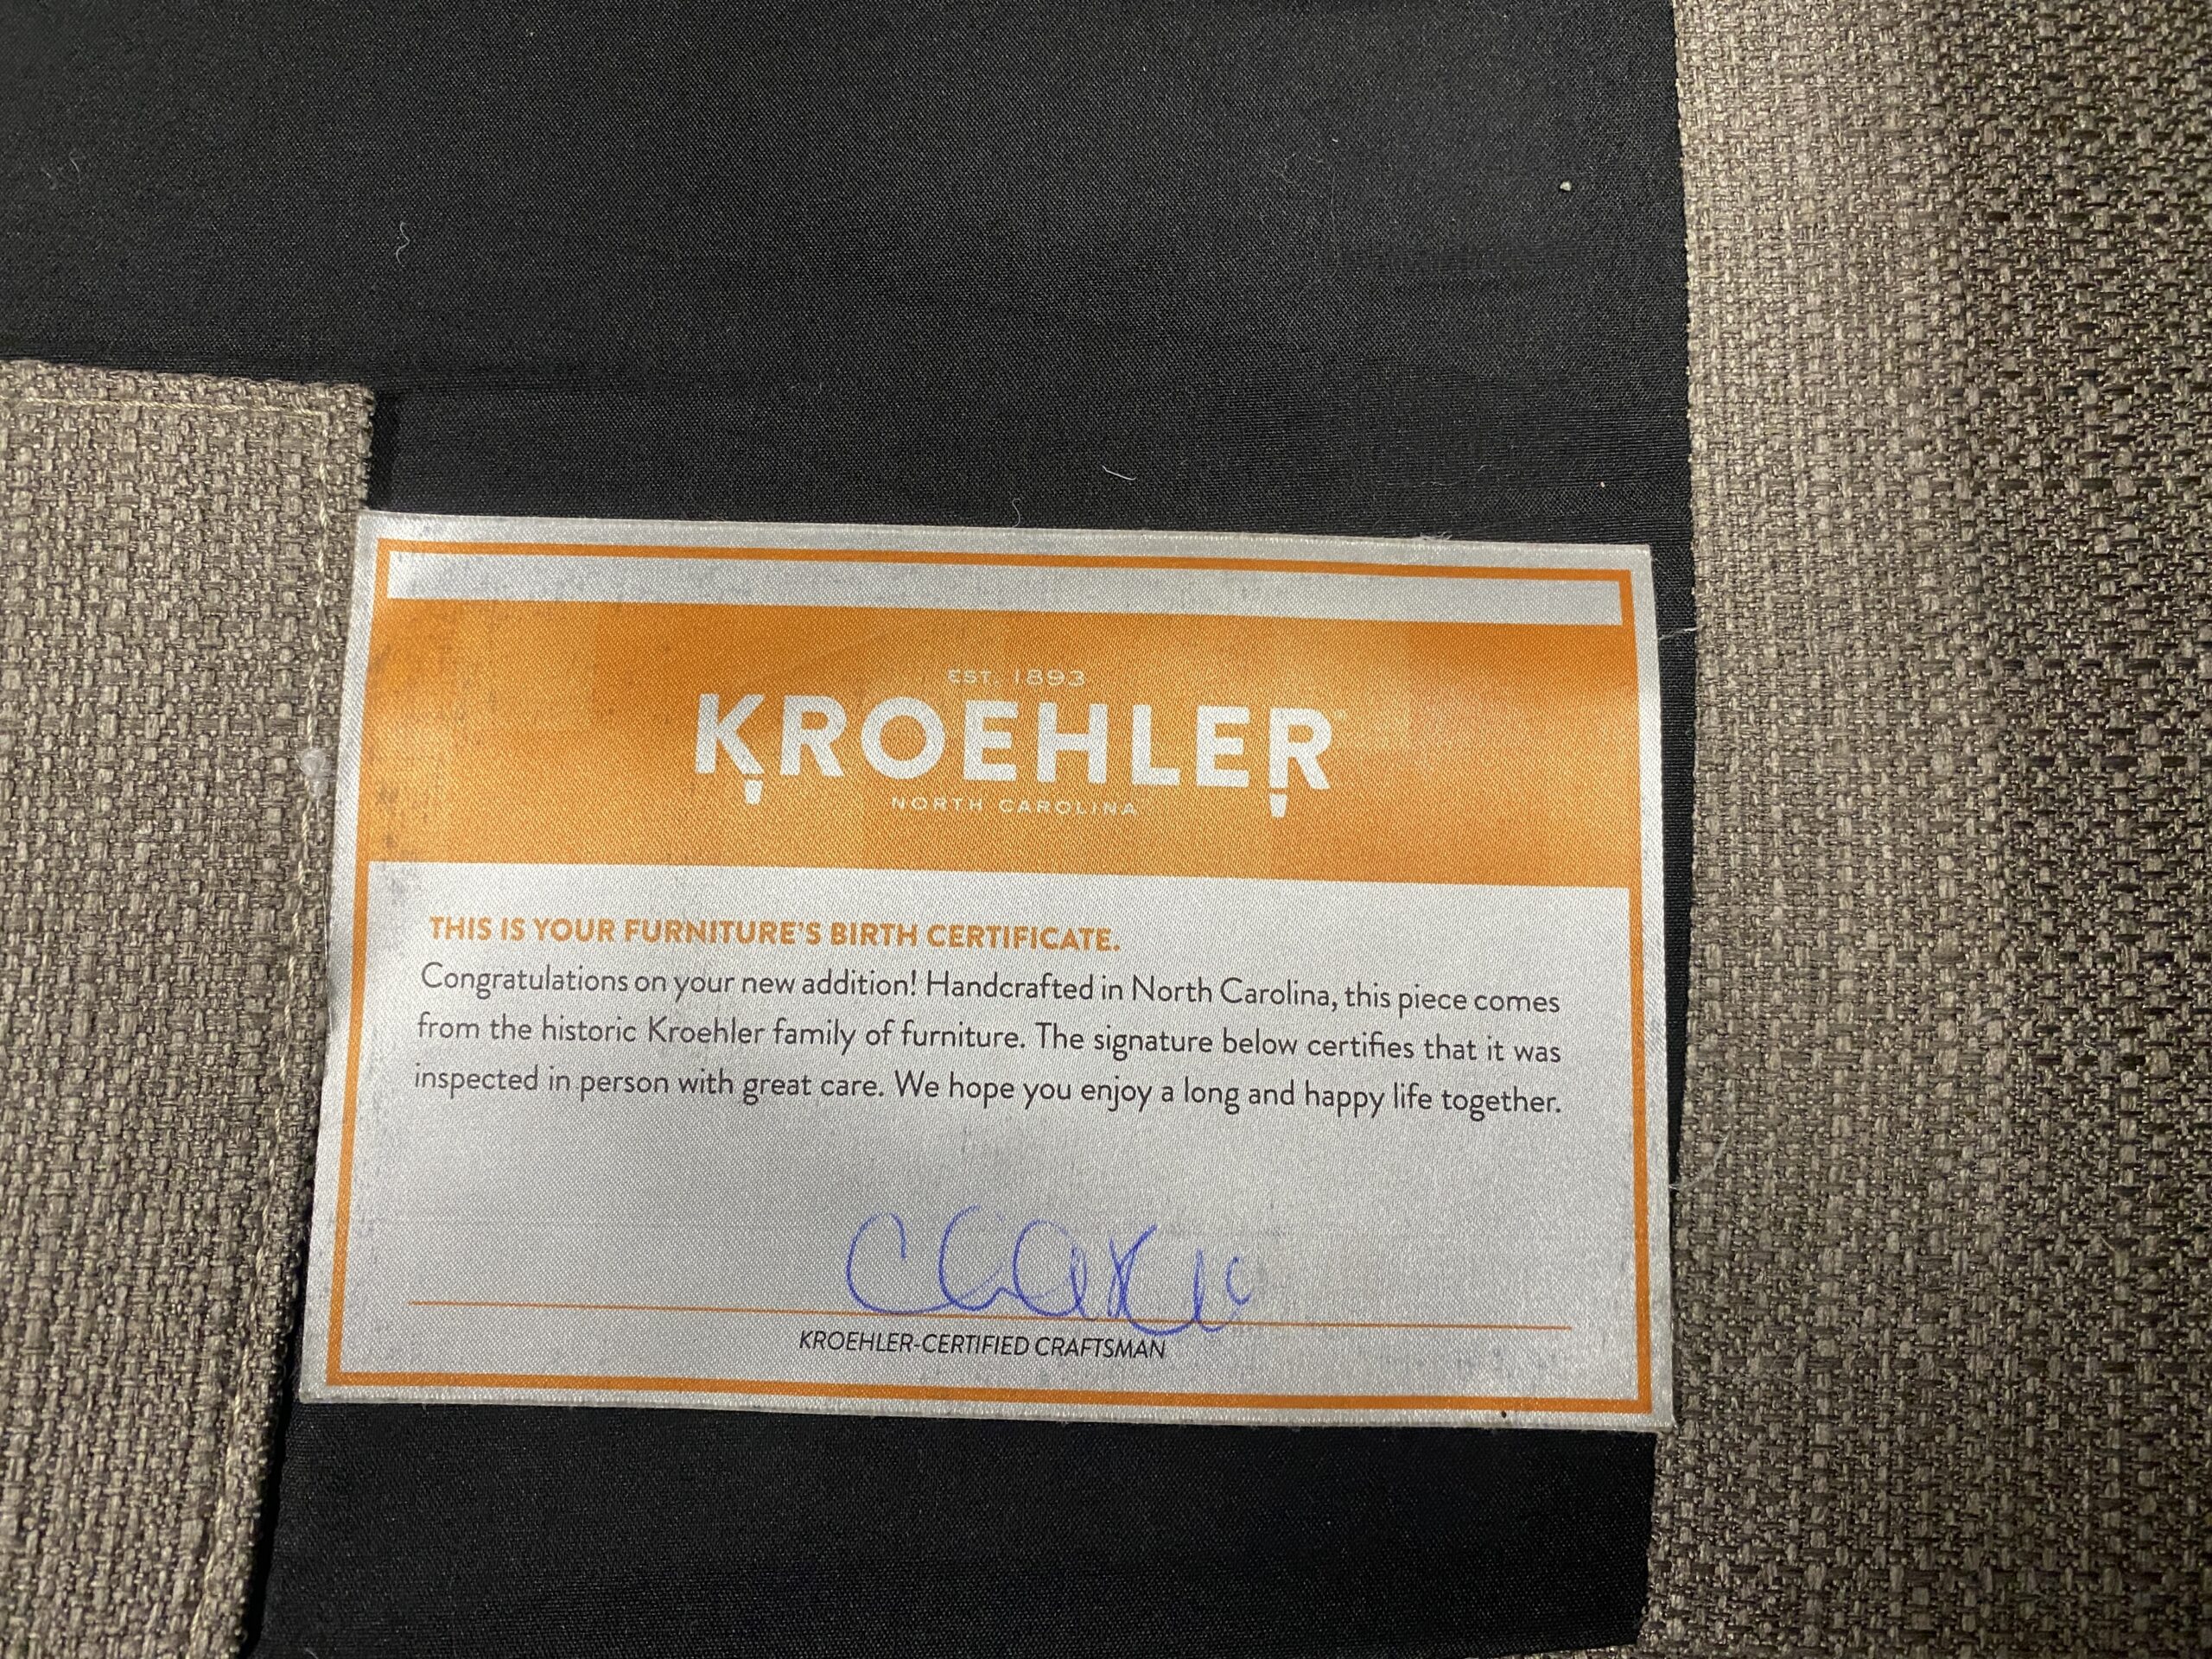 EST. 1893
KROEHLER
NORTH CAROLINA
THIS IS YOUR FURNITURE'S BIRTH CERTIFICATE.
Congratulations on your new addition! Handcrafted in North Carolina, this piece comes
from the historic Kroehler family of furniture. The signature below certifies that it was
inspected in person with great care. We hope you enjoy a long and happy life together.
KROEHLER-CERTIFIED CRAFTSMAN